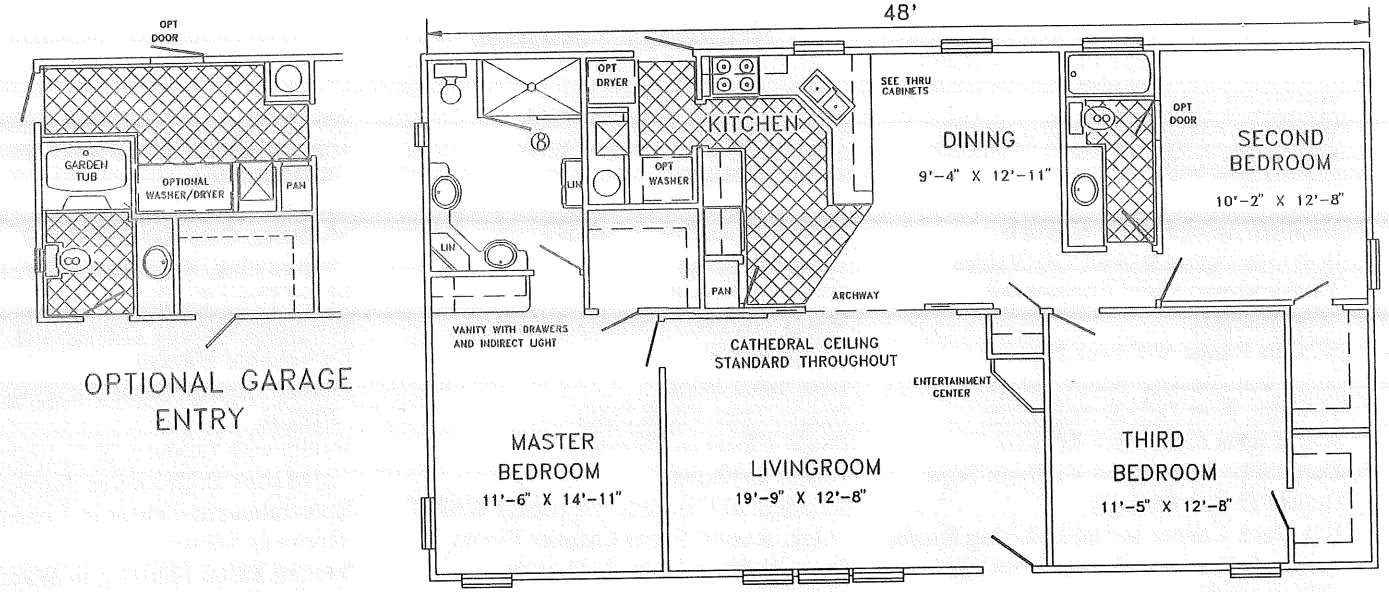 48'
OPT
DOOR
GARDEN
TUB
OPTIONAL
WASHER/DRYER
PAN
OPTIONAL GARAGE
ENTRY
OPT
DRYER
8
LIN
LIN
OPT
WASHER
PAN
KITCHEN
SEE THRU
CABINETS
DINING
9'-4" X 12'-11"
OPT
DOOR
SECOND
BEDROOM
10'-2" X 12'-8"
ARCHWAY
VANITY WITH DRAWERS
AND INDIRECT LIGHT
CATHEDRAL CEILING
STANDARD THROUGHOUT
ENTERTAINMENT
CENTER
MASTER
BEDROOM
11'-6" X 14'-11"
LIVINGROOM
19'-9" X 12'-8"
THIRD
BEDROOM
11'-5" X 12'-8"